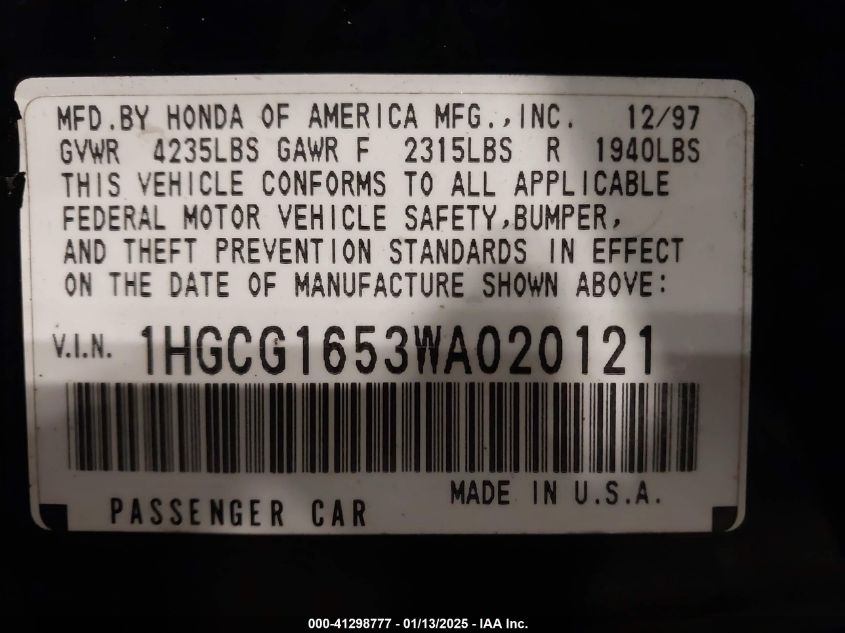 MFD.BY HONDA OF AMERICA MFG.,INC. 12/97
GVWR 4235LBS GAWR F 2315LBS R 1940LBS
THIS VEHICLE CONFORMS TO ALL APPLICABLE
FEDERAL MOTOR VEHICLE SAFETY,BUMPER,
AND THEFT PREVENTION STANDARDS IN EFFECT
ON THE DATE OF MANUFACTURE SHOWN ABOVE:
V.I.N. 1HGCG1653WA020121
MADE IN U.S.A.
PASSENGER CAR
000-41298777 — 01/13/2025 — IAA Inc.